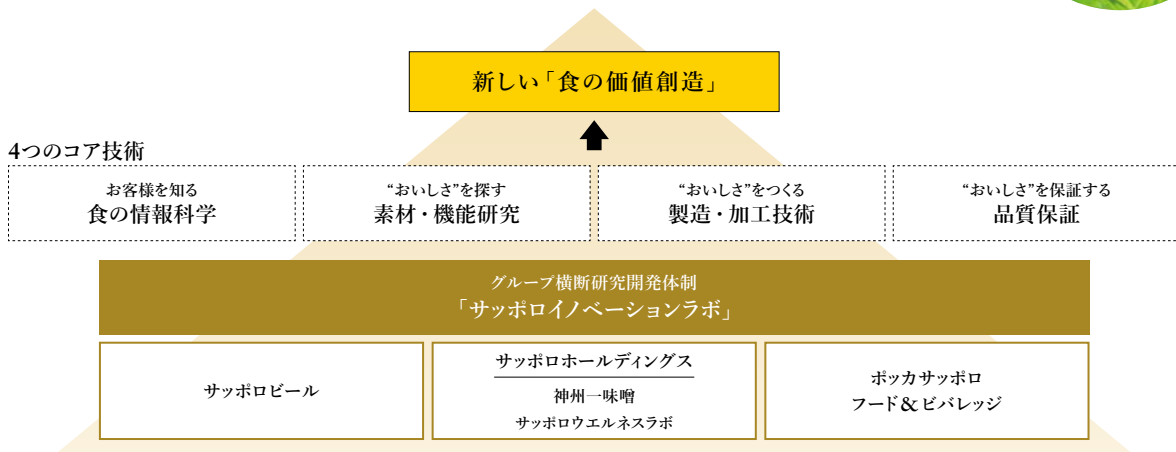 新しい「食の価値創造」
4つのコア技術
お客様を知る
食の情報科学
“おいしさ”を探す
素材・機能研究
“おいしさ”をつくる
製造・加工技術
“おいしさ”を保証する
品質保証
グループ横断研究開発体制
「サッポロイノベーションラボ」
サッポロビール
サッポロホールディングス
神州一味噌
サッポロウエルネスラボ
ポッカサッポロ
フード&ビバレッジ